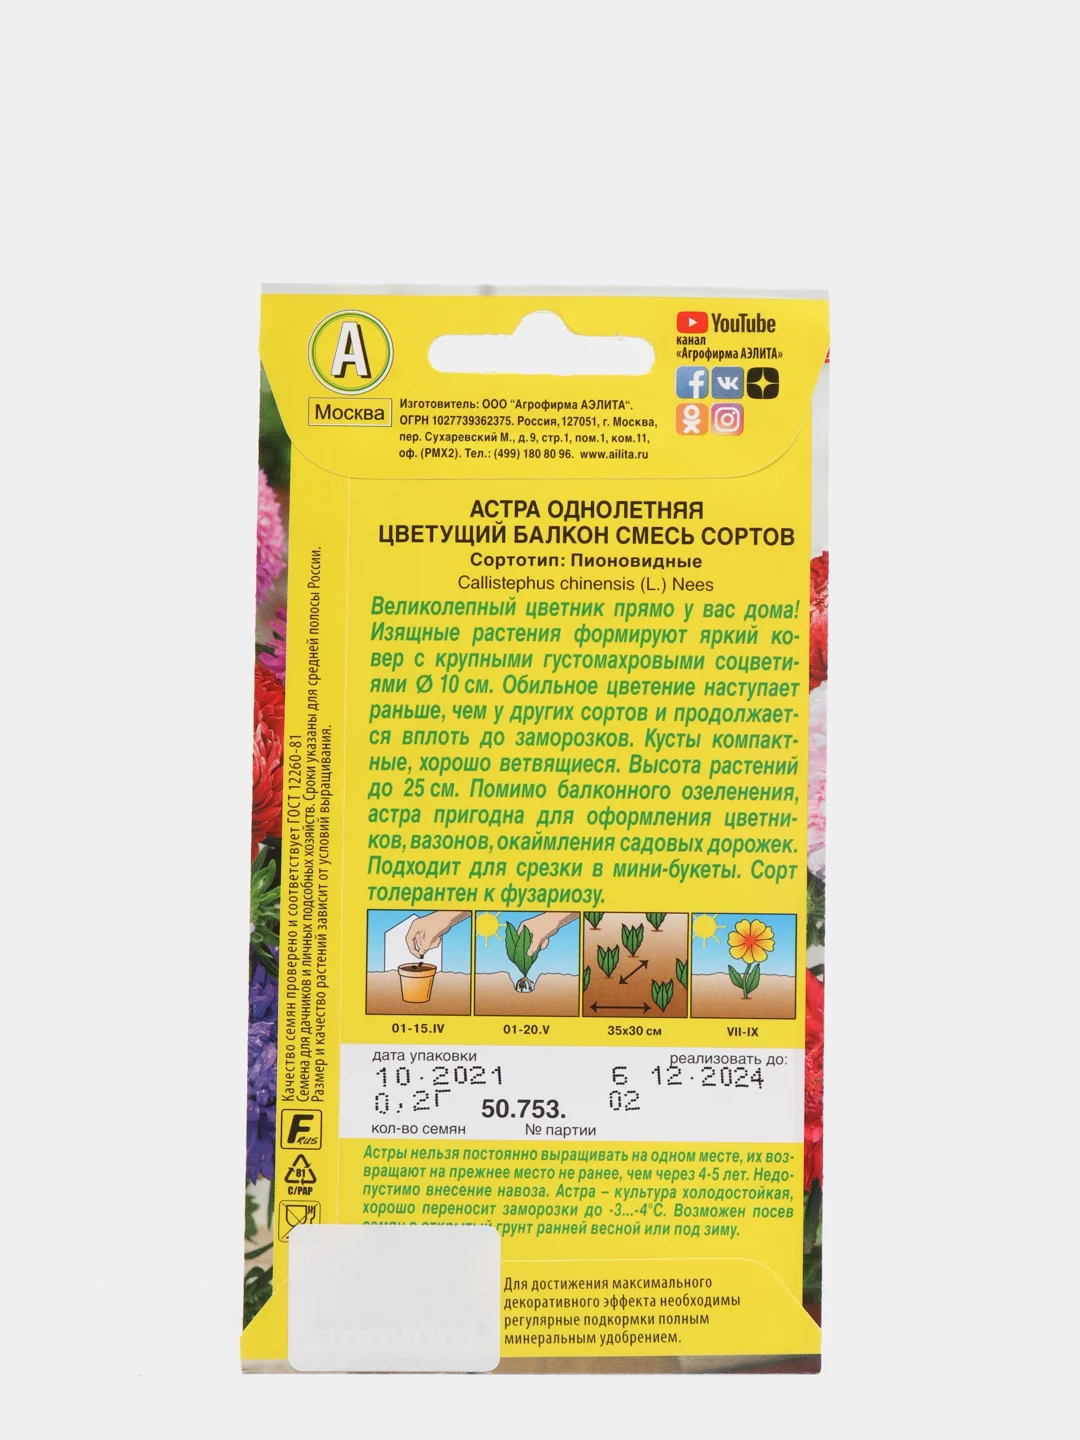 А
Москва
Изготовитель: ООО “Агрофирма АЭЛИТА“.
ОГРН 1027739362375. Россия,127051, г. Москва,
пер. Сухаревский М., д.9, стр.1, пом.1, ком.11,
оф. (РМХ2). Тел.: (499) 180 80 96. www.ailita.ru
YouTube
канал
«Агрофирма АЭЛИТА»
АСТРА ОДНОЛЕТНЯЯ
ЦВЕТУЩИЙ БАЛКОН СМЕСЬ СОРТОВ
Сортотип: Пионовидные
Callistephus chinensis (L.) Nees
Великолепный цветник прямо у вас дома!
Изящные растения формируют яркий ко-
вер с крупными густомахровыми соцвети-
ями Ø 10 см. Обильное цветение наступает
раньше, чем у других сортов и продолжает-
ся вплоть до заморозков. Кусты компакт-
ные, хорошо ветвящиеся. Высота растений
до 25 см. Помимо балконного озеленения,
астра пригодна для оформления цветни-
ков, вазонов, окаймления садовых дорожек.
Подходит для срезки в мини-букеты. Сорт
толерантен к фузариозу.
01-15.IV
01-20.V
35х30 см
VII-IX
дата упаковки
реализовать до:
10.2021
6 12.2024
0,2Г
50.753.
02
кол-во семян
№ партии
Астры нельзя постоянно выращивать на одном месте, их воз-
вращают на прежнее место не ранее, чем через 4-5 лет. Недо-
пустимо внесение навоза. Астра – культура холодостойкая,
хорошо переносит заморозки до -3...-4°С. Возможен посев
семян в открытый грунт ранней весной или под зиму.
Для достижения максимального
декоративного эффекта необходимы
регулярные подкормки полным
минеральным удобрением.
Качество семян проверено и соответствует ГОСТ 12260-81
Семена для дачников и личных подсобных хозяйств. Сроки указаны для средней полосы России.
Размер и качество растений зависит от условий выращивания.
F RUS
81
C/PAP